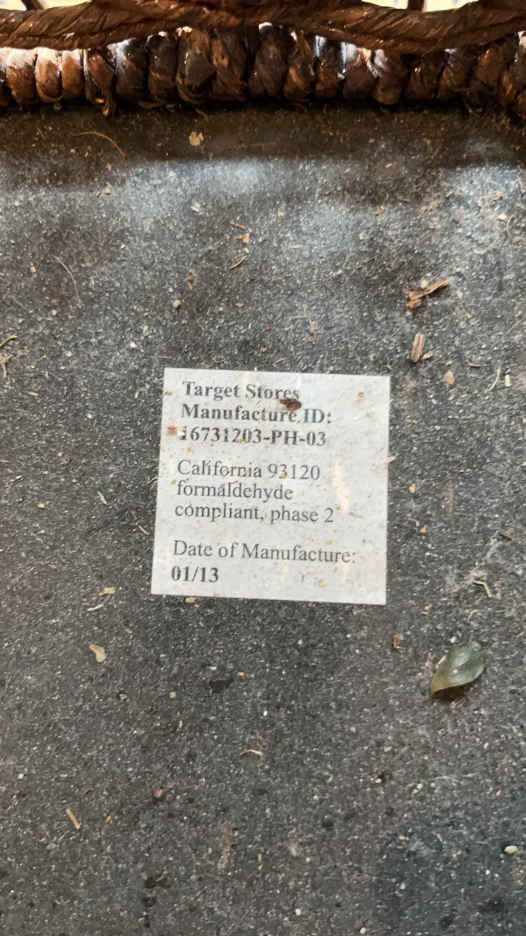 Target Stores
Manufacture ID:
16731203-PH-03
California 93120
formaldehyde
compliant, phase 2
Date of Manufacture:
01/13